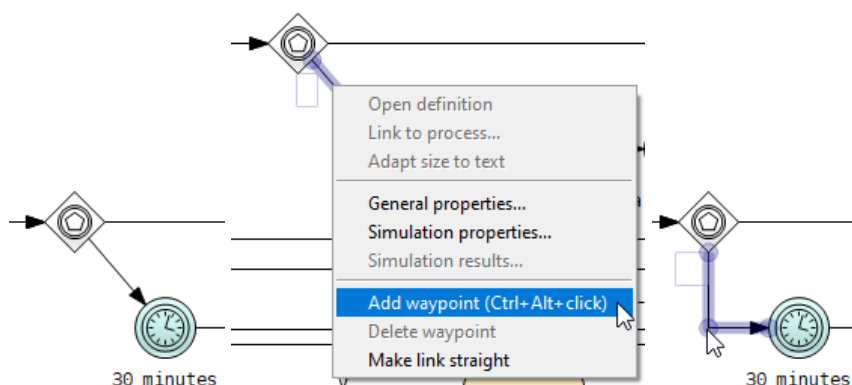 Open definition
Link to process...
Adapt size to text
General properties...
Simulation properties...
Simulation results...
Add waypoint (Ctrl+Alt+click)
Delete waypoint
Make link straight
30 minutes
30 minutes